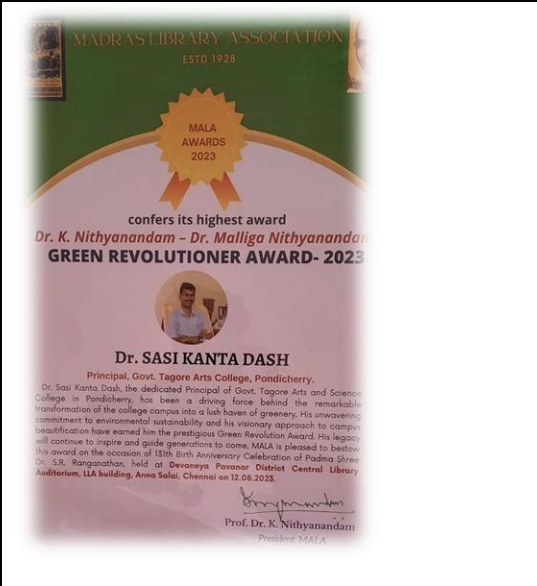 MADRAS LIBRARY ASSOCIATION
ESTD 1928
MALA
AWARDS
2023
confers its highest award
Dr. K. Nithyanandam – Dr. Malliga Nithyanandam
GREEN REVOLUTIONER AWARD- 2023
Dr. SASI KANTA DASH
Principal, Govt. Tagore Arts College, Pondicherry.
Dr. Sasi Kanta Dash, the dedicated Principal of Govt. Tagore Arts and Science
College in Pondicherry, has been a driving force behind the remarkable
transformation of the college campus into a lush haven of greenery. His unwavering
commitment to environmental sustainability and his visionary approach to campus
beautification have earned him the prestigious Green Revolution Award. His legacy
will continue to inspire and guide generations to come, MALA is pleased to bestow
this award on the occasion of 131th Birth Anniversary Celebration of Padma Shree
Dr. S.R. Ranganathan, held at Devaneya Pavanar District Central Library
Auditorium, LLA building, Anna Salai, Chennai on 12.08.2023.
Prof. Dr. K. Nithyanandam
President, MALA